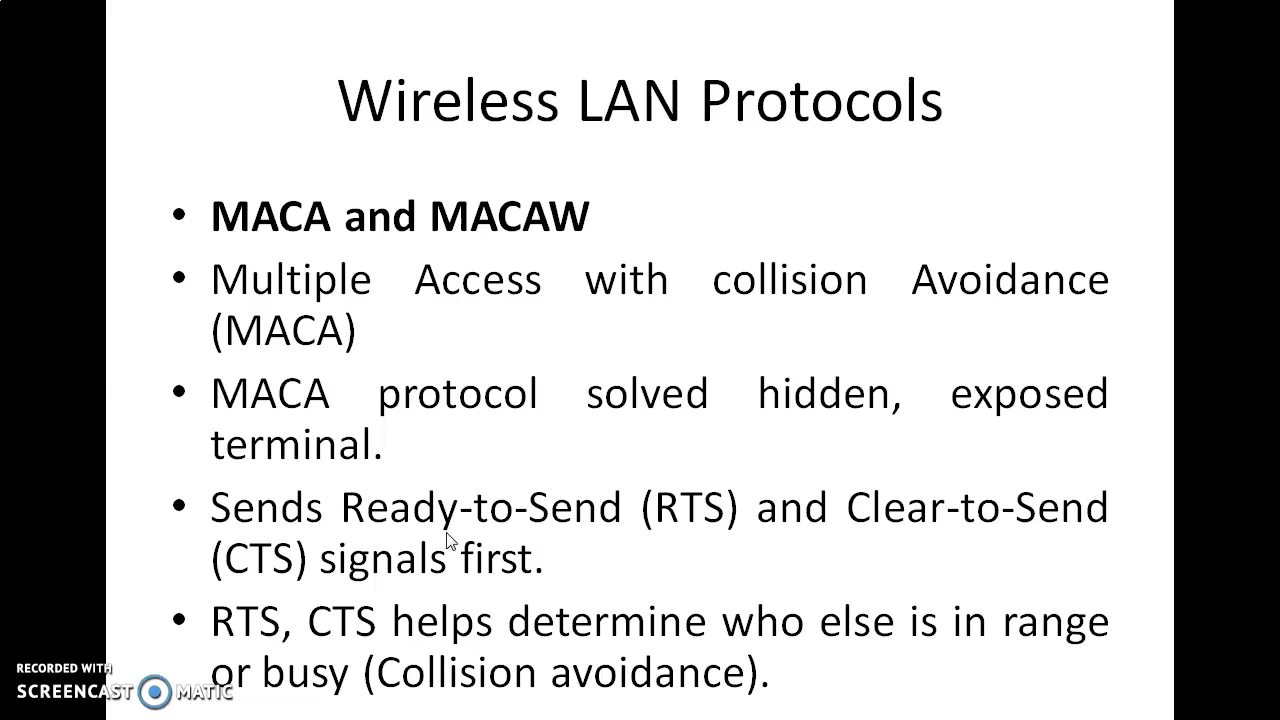 Wireless LAN Protocols
• MACA and MACAW
• Multiple Access with collision Avoidance
(MACA)
• MACA protocol solved hidden, exposed
terminal.
• Sends Ready-to-Send (RTS) and Clear-to-Send
(CTS) signals first.
• RTS, CTS helps determine who else is in range
or busy (Collision avoidance).
RECORDED WITH
SCREENCAST MATIC